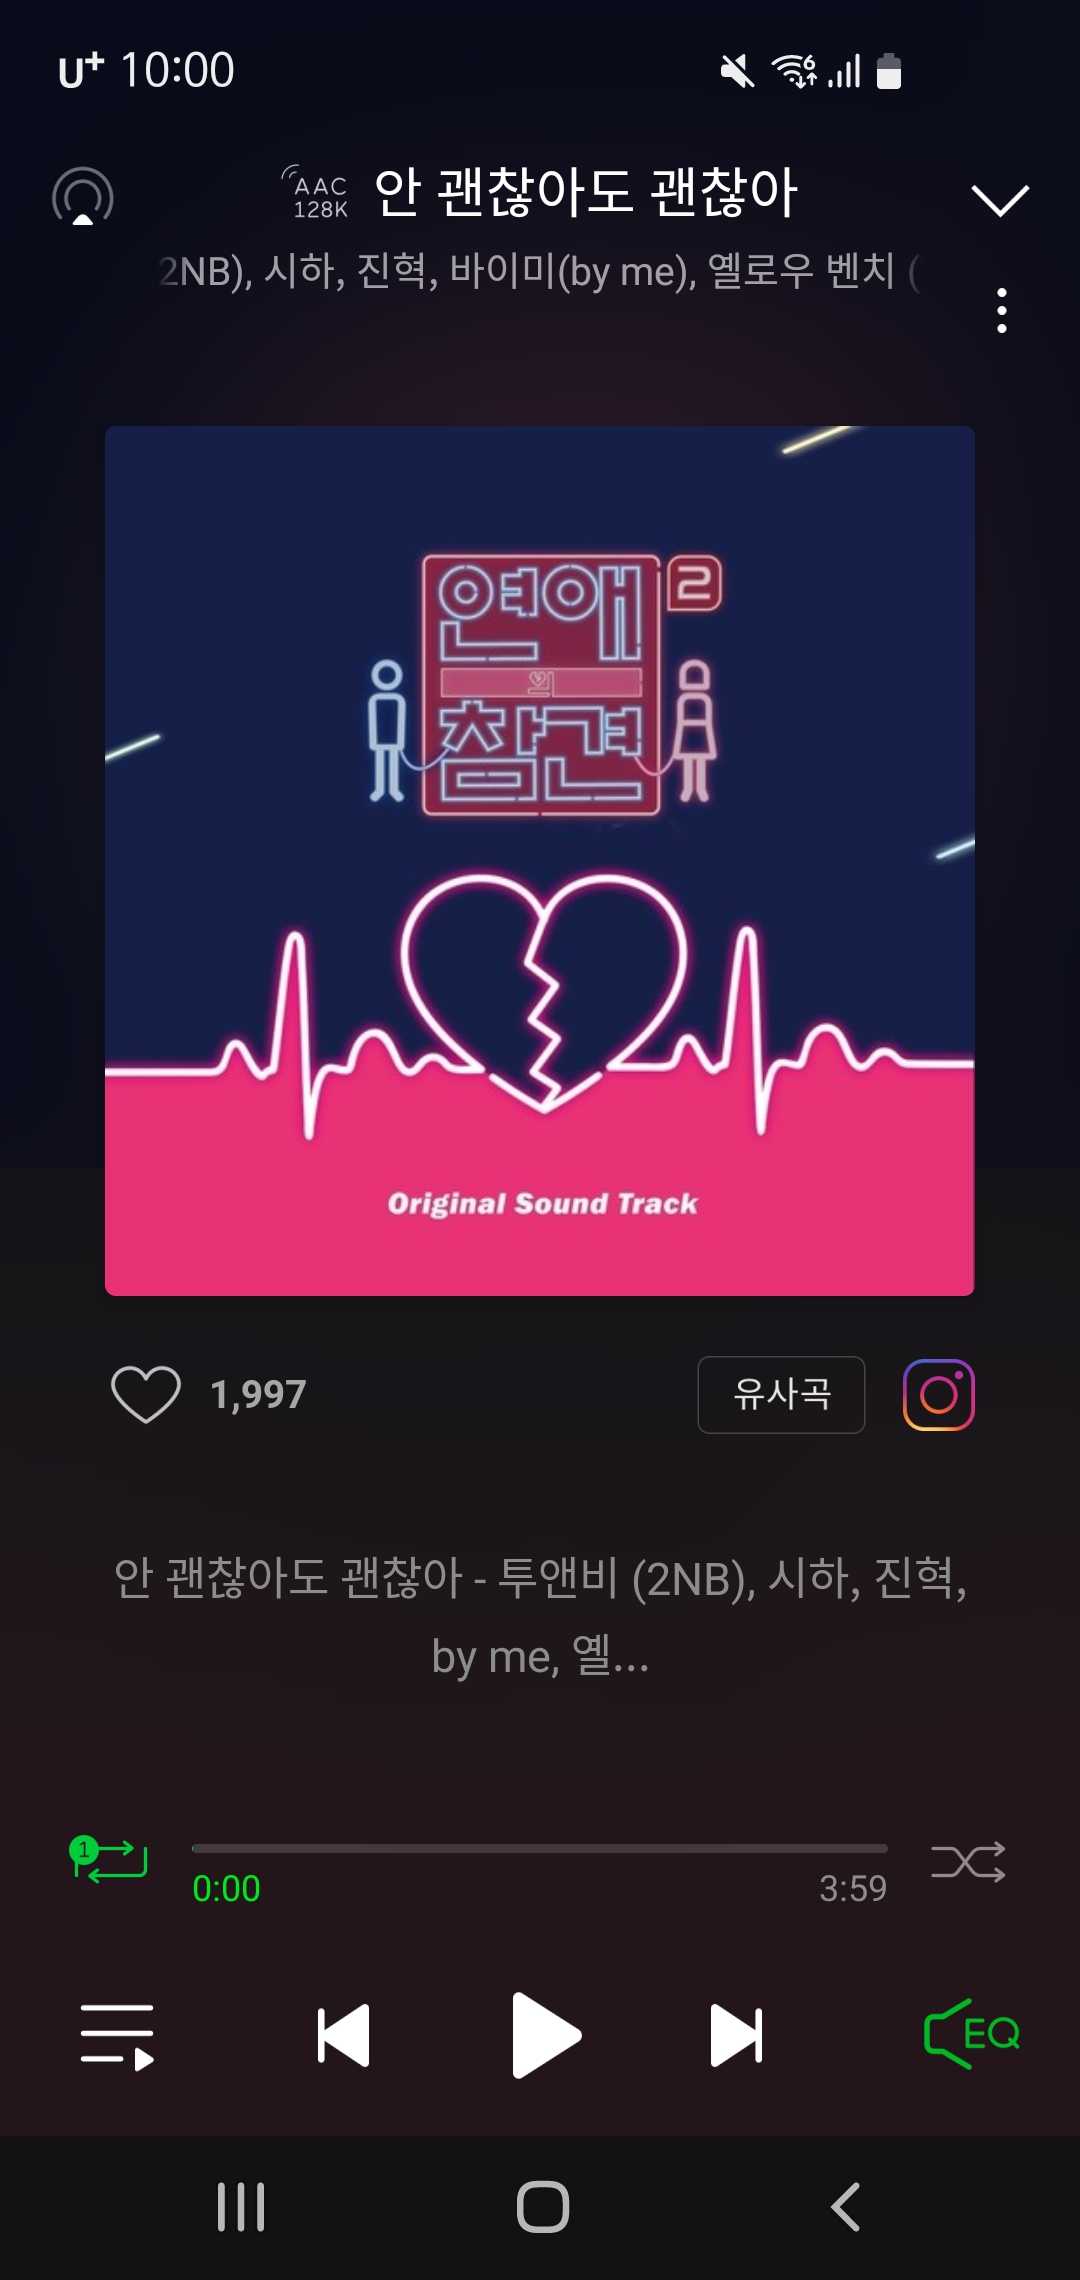 U+ 10:00
6
AAC
128K
안 괜찮아도 괜찮아
2NB), 시하, 진혁, 바이미(by me), 옐로우 벤치 (
연애 2
의
참견
Original Sound Track
1,997
유사곡
안 괜찮아도 괜찮아 - 투앤비 (2NB), 시하, 진혁,
by me, 옐...
1
0:00
3:59
EQ